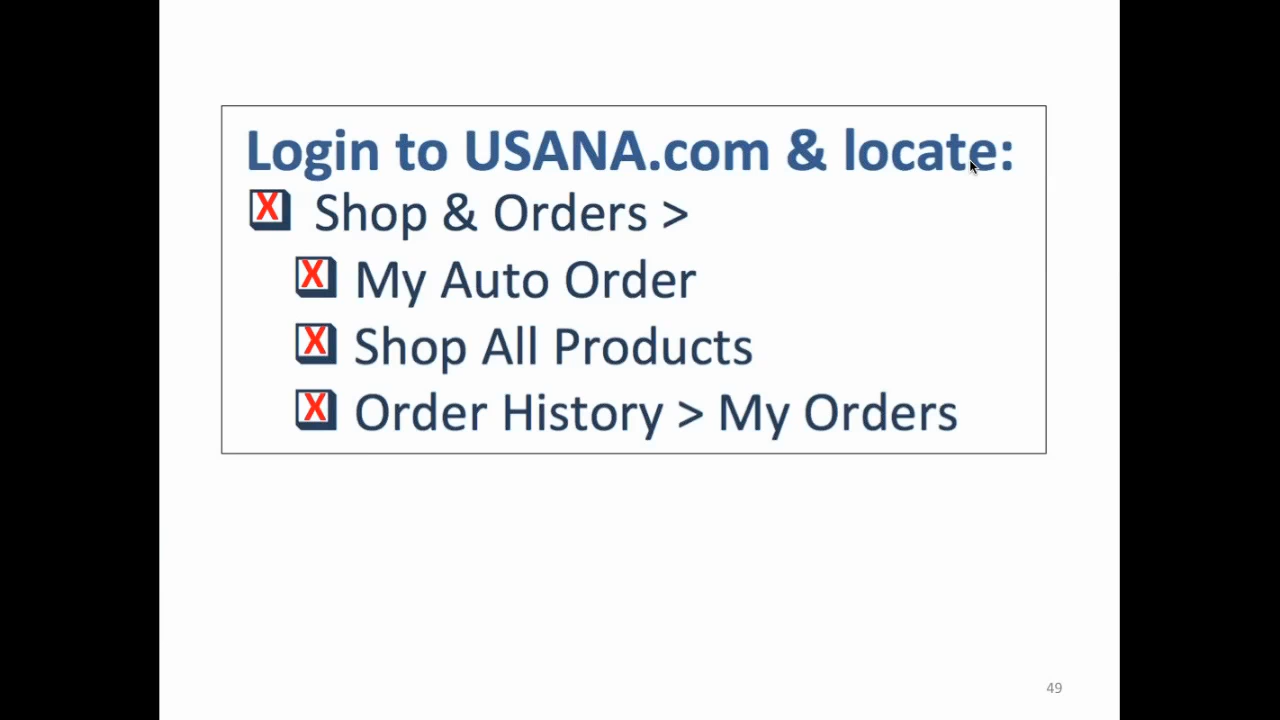 Login to USANA.com & locate:
X Shop & Orders >
X My Auto Order
X Shop All Products
X Order History > My Orders
49